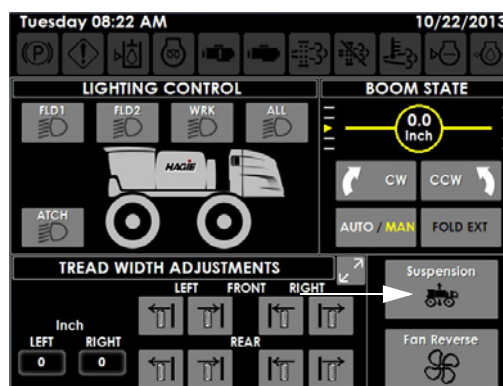 Tuesday 08:22 AM 10/22/2013
LIGHTING CONTROL
BOOM STATE
FLD1 FLD2 WRK ALL
0.0
Inch
HAGIE
CW CCW
ATCH
AUTO / MAN FOLD EXT
TREAD WIDTH ADJUSTMENTS
LEFT FRONT RIGHT
Suspension
Inch
LEFT RIGHT
REAR
0 0
Fan Reverse